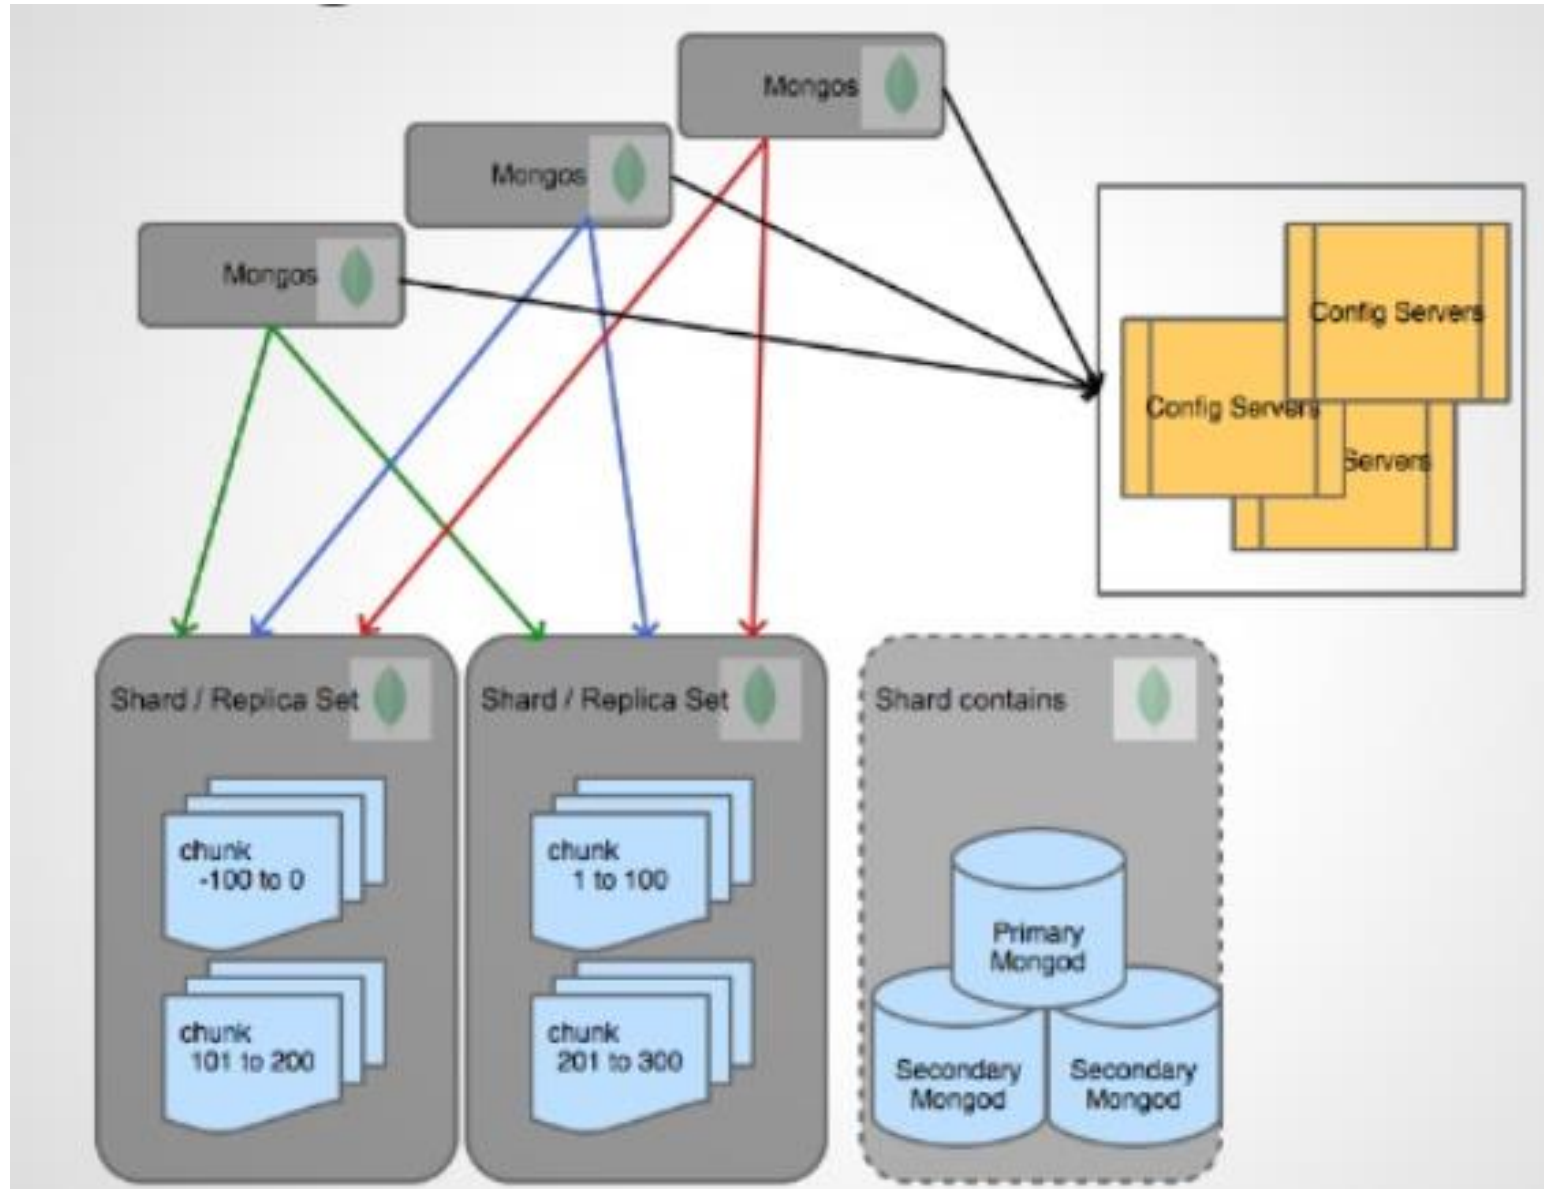 Mongos
Mongos
Mongos
Config Servers
Config Servers
Servers
Shard / Replica Set
chunk
-100 to 0
chunk
101 to 200
Shard / Replica Set
chunk
1 to 100
chunk
201 to 300
Shard contains
Primary
Mongod
Secondary
Mongod
Secondary
Mongod